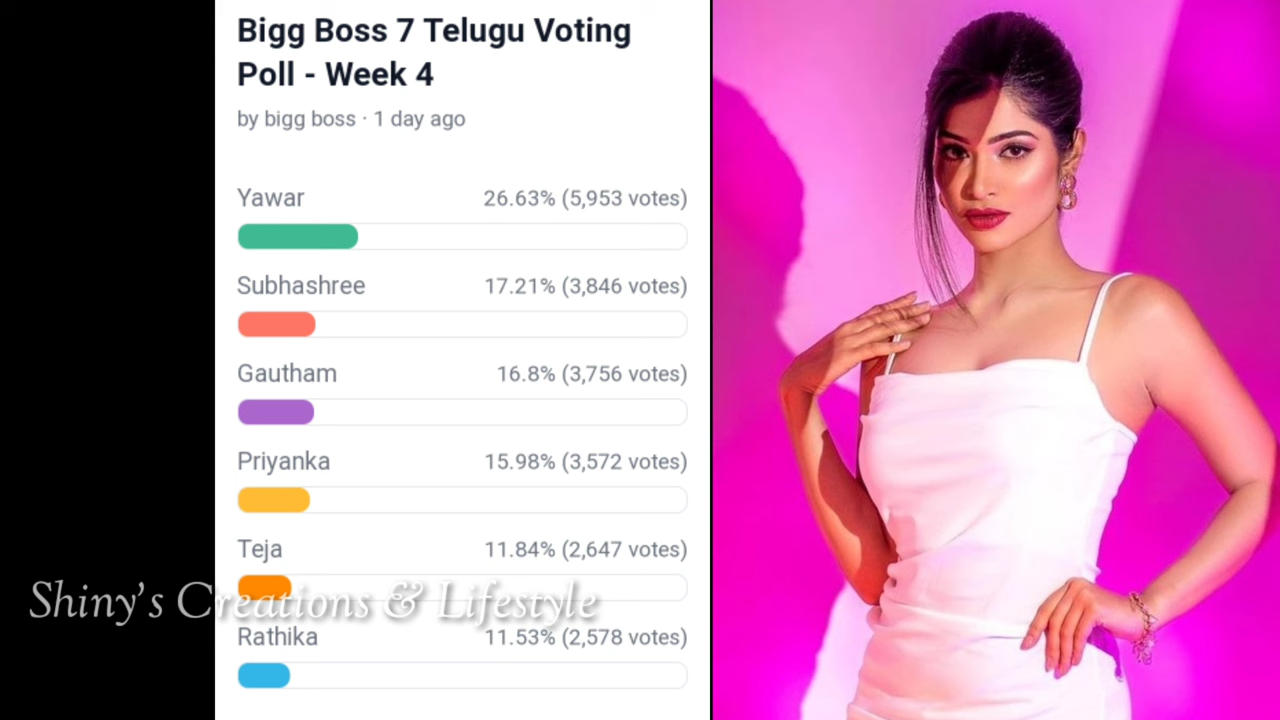 Bigg Boss 7 Telugu Voting
Poll - Week 4
by bigg boss · 1 day ago
Yawar 26.63% (5,953 votes)
Subhashree 17.21% (3,846 votes)
Gautham 16.8% (3,756 votes)
Priyanka 15.98% (3,572 votes)
Teja 11.84% (2,647 votes)
Shiny's Creations & Lifestyle
Rathika 11.53% (2,578 votes)